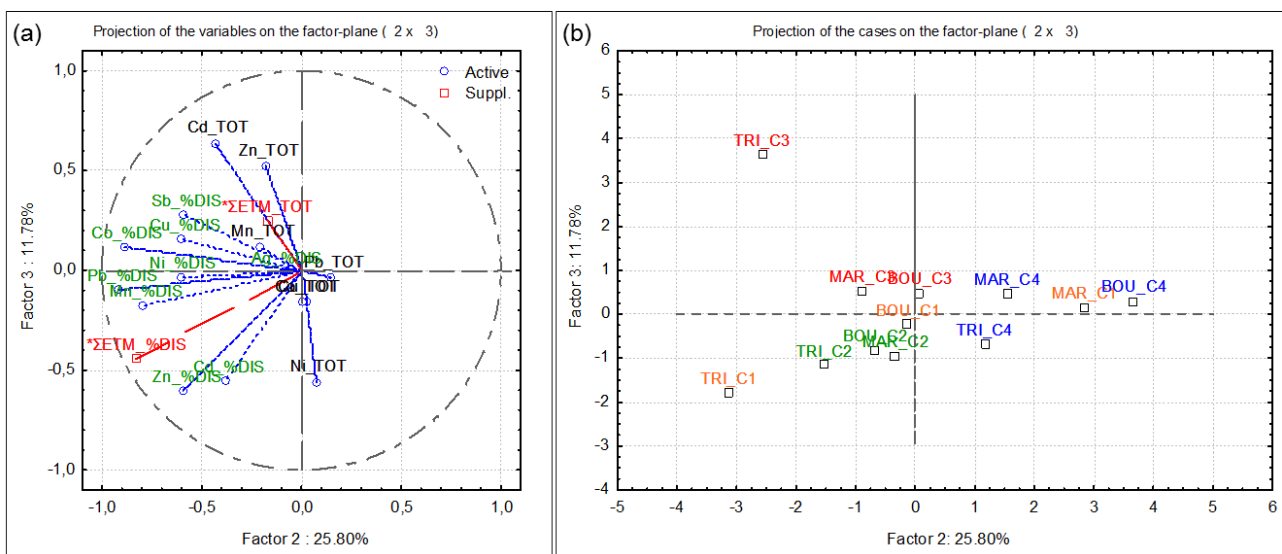 (a)
Projection of the variables on the factor-plane ( 2 x 3)
Active
Suppl.
1,0
0,5
0,0
-0,5
-1,0
Factor 3 : 11.78%
Cd_TOT
Zn_TOT
Sb_%DIS
*ΣETM_TOT
Cu_%DIS
Co_%DIS
Mn_TOT
Ni_%DIS
Pb_TOT
Pb_%DIS
Mn_%DIS
*ΣETM_%DIS
Cd_%DIS
Zn_%DIS
Ni_TOT
-1,0
-0,5
0,0
0,5
1,0
Factor 2 : 25.80%
(b)
Projection of the cases on the factor-plane ( 2 x 3)
6
5
4
3
2
1
0
-1
-2
-3
-4
Factor 3: 11.78%
TRI_C3
MAR_C3
BOU_C3
MAR_C4
MAR_C1
BOU_C4
BOU_C1
BOU_C2
MAR_C2
TRI_C4
TRI_C2
TRI_C1
-5
-4
-3
-2
-1
0
1
2
3
4
5
6
Factor 2: 25.80%